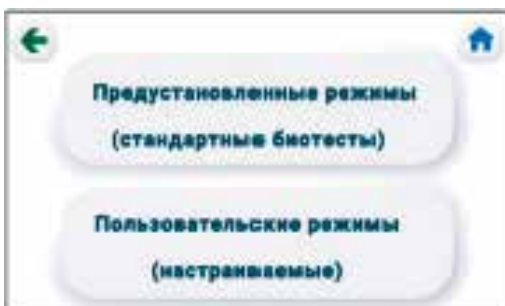 Предустановленные режимы
(стандартные биотесты)
Пользовательские режимы
(настраиваемые)